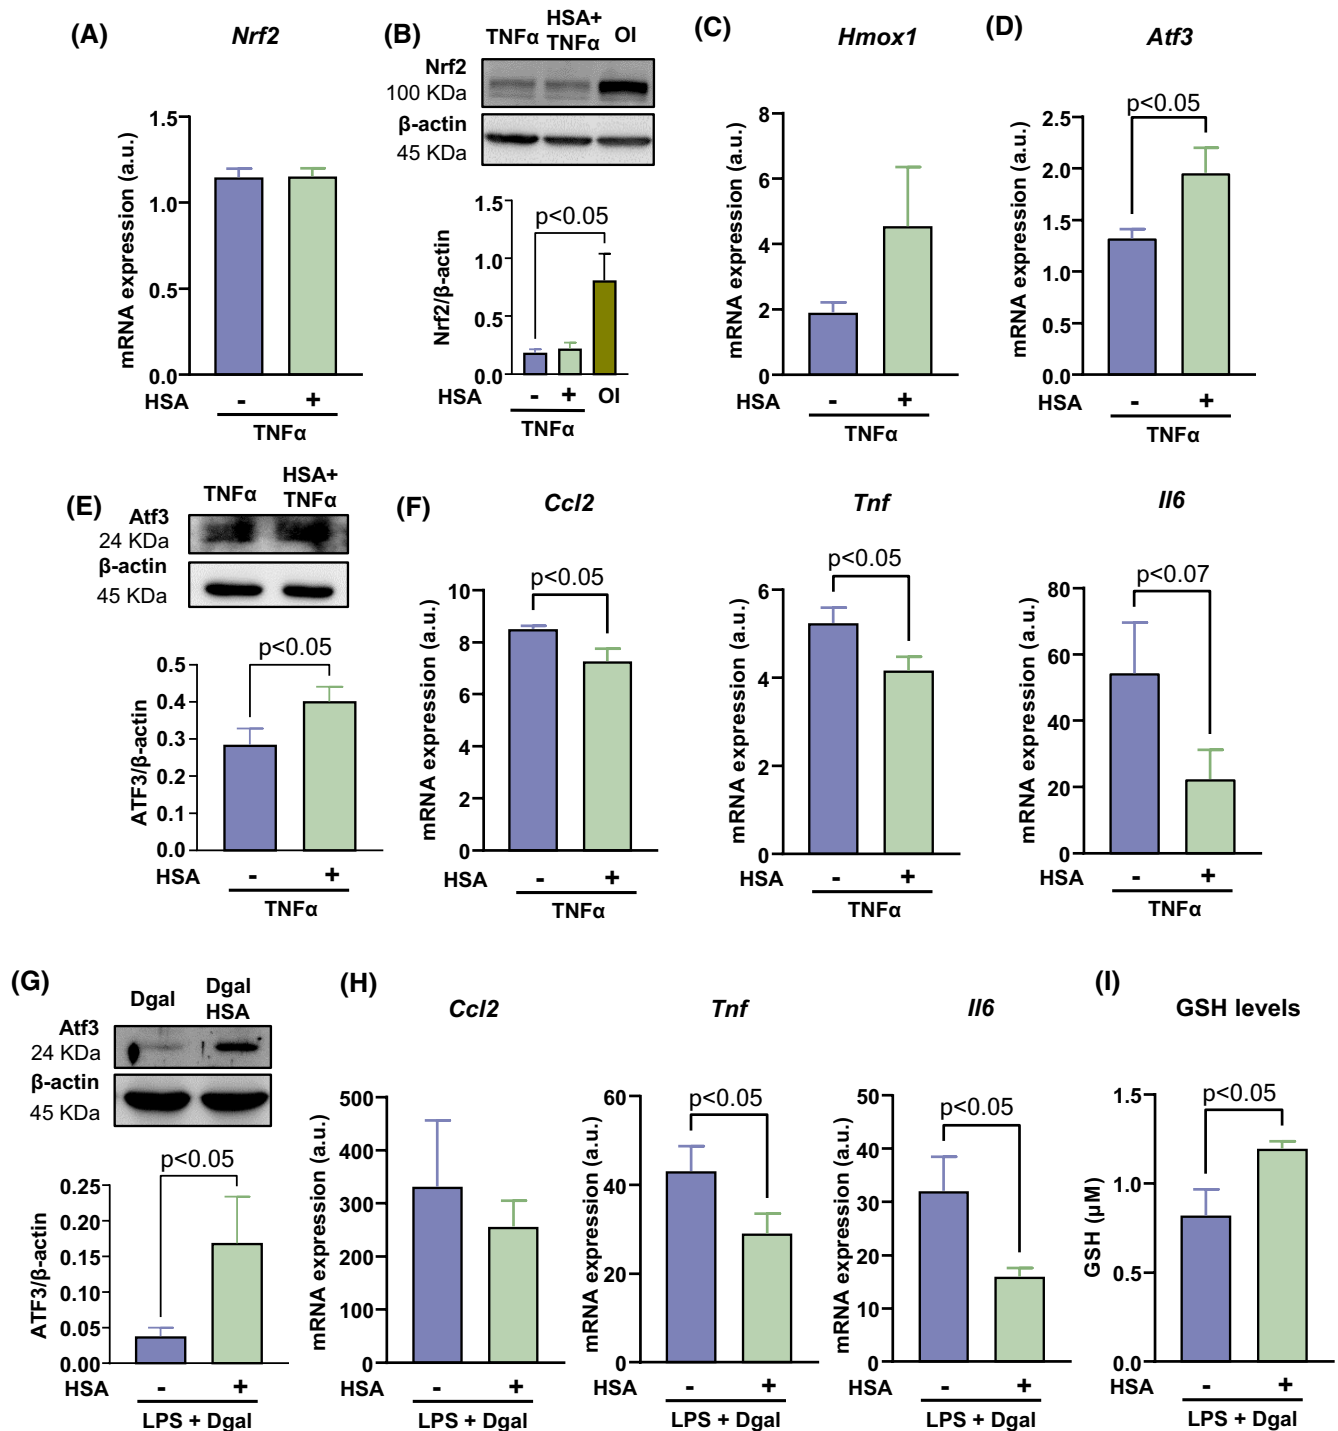 (A)
Nrf2
mRNA expression (a.u.)
1.5
1.0
0.5
0.0
HSA - +
TNFα
(B)
TNFα HSA+ TNFα OI
Nrf2
100 KDa
β-actin
45 KDa
Nrf2/β-actin
1.5
1.0
0.5
0.0
p<0.05
HSA - + OI
TNFα
(C)
Hmox1
mRNA expression (a.u.)
8
6
4
2
0
HSA - +
TNFα
(D)
Atf3
mRNA expression (a.u.)
2.5
2.0
1.5
1.0
0.5
0.0
p<0.05
HSA - +
TNFα
(E)
TNFα HSA+ TNFα
Atf3
24 KDa
β-actin
45 KDa
ATF3/β-actin
0.5
0.4
0.3
0.2
0.1
0.0
p<0.05
HSA - +
TNFα
(F)
Ccl2
mRNA expression (a.u.)
10
8
6
4
2
0
p<0.05
HSA - +
TNFα
Tnf
mRNA expression (a.u.)
6
4
2
0
p<0.05
HSA - +
TNFα
Il6
mRNA expression (a.u.)
80
60
40
20
0
p<0.07
HSA - +
TNFα
(G)
Dgal Dgal HSA
Atf3
24 KDa
β-actin
45 KDa
ATF3/β-actin
0.25
0.20
0.15
0.10
0.05
0.00
p<0.05
HSA - +
LPS + Dgal
(H)
Ccl2
mRNA expression (a.u.)
500
400
300
200
100
0
HSA - +
LPS + Dgal
Tnf
mRNA expression (a.u.)
60
40
20
0
p<0.05
HSA - +
LPS + Dgal
Il6
mRNA expression (a.u.)
50
40
30
20
10
0
p<0.05
HSA - +
LPS + Dgal
(I)
GSH levels
GSH (μM)
1.5
1.0
0.5
0.0
p<0.05
HSA - +
LPS + Dgal